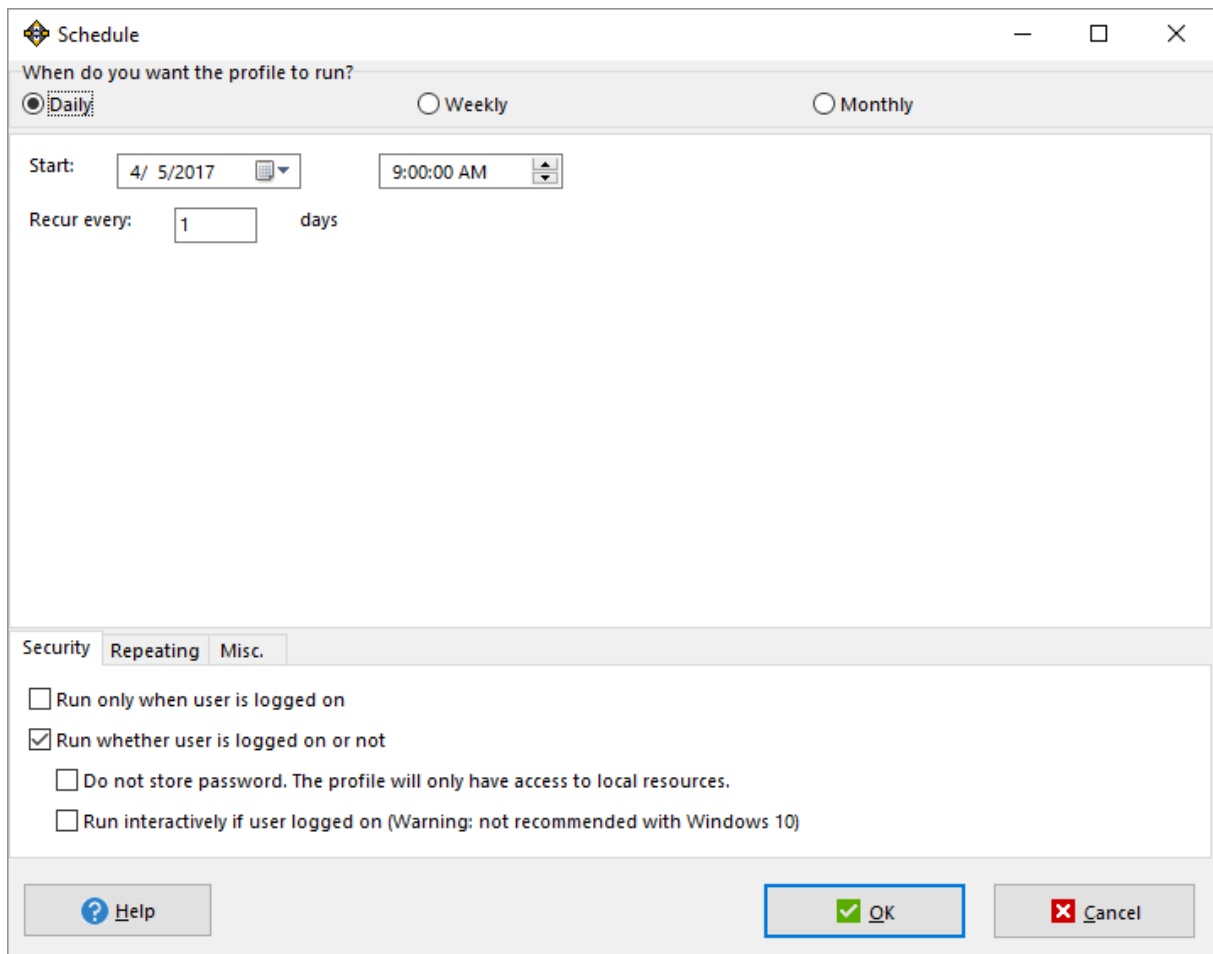 Schedule
When do you want the profile to run?
Daily Weekly Monthly
Start: 4/ 5/2017 9:00:00 AM
Recur every: 1 days
Security Repeating Misc.
Run only when user is logged on
Run whether user is logged on or not
Do not store password. The profile will only have access to local resources.
Run interactively if user logged on (Warning: not recommended with Windows 10)
Help OK Cancel